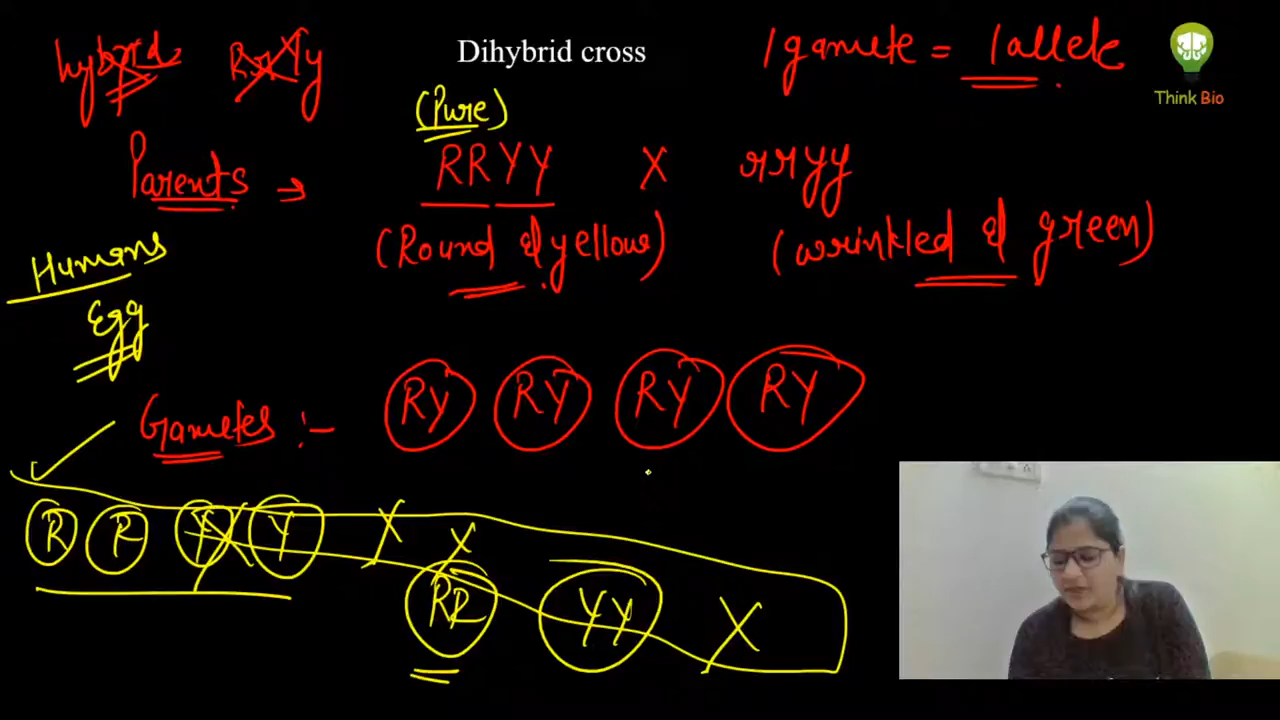 Dihybrid cross
hybrid RrYy
1 gamete = 1 allele
Think Bio
(Pure)
Parents → RRYY X rryy
(Round & yellow) (wrinkled & green)
Humans
Egg
Gametes :- RY RY RY RY
R R Y Y X X
RR YY X